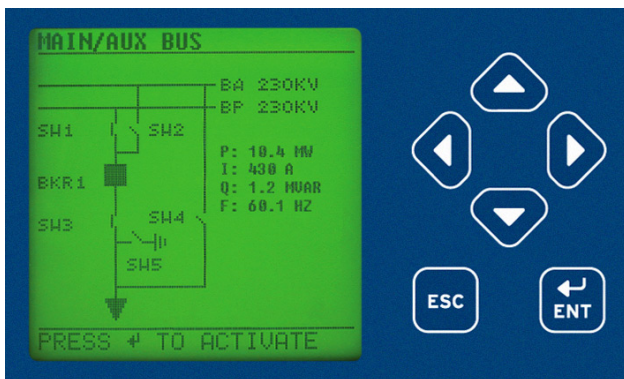 MAIN/AUX BUS
BA 230KV
BP 230KV
SW1 SW2
P: 10.4 MW
I: 430 A
BKR1 Q: 1.2 MVAR
F: 60.1 HZ
SW3 SW4
SW5
PRESS ↵ TO ACTIVATE
ESC
ENT